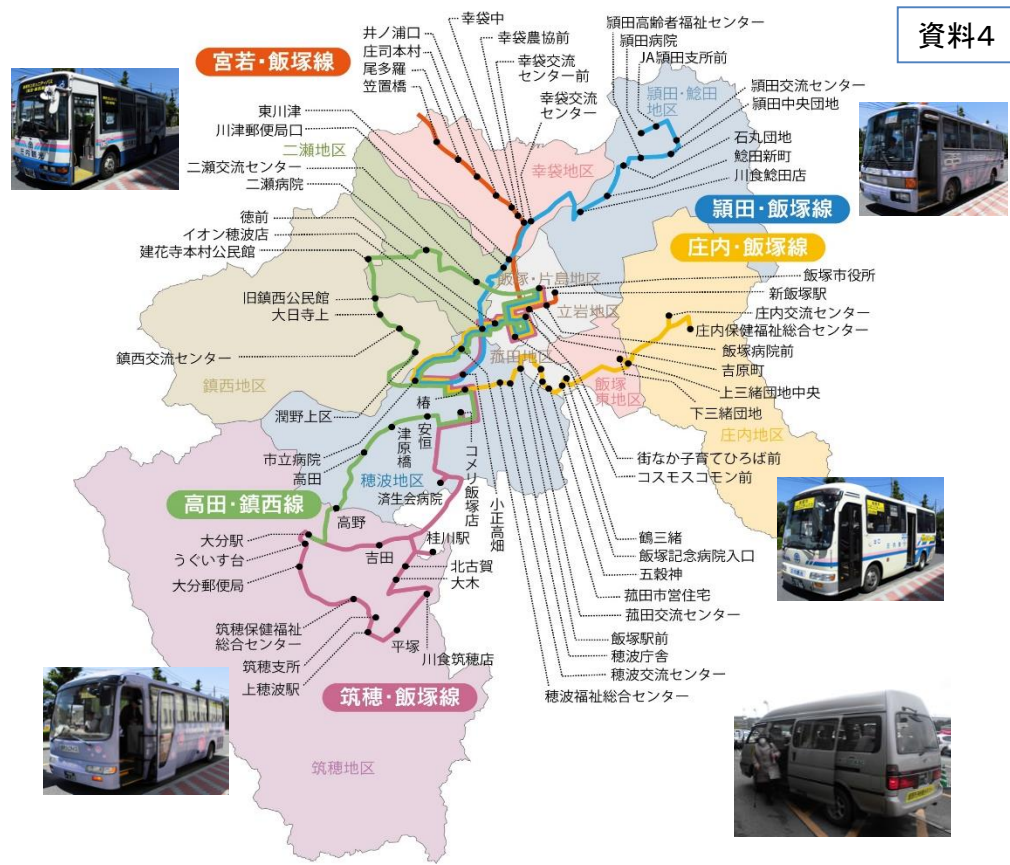 資料4
幸袋中
井ノ浦口
庄司本村
尾多羅
笠置橋
幸袋農協前
幸袋交流
センター前
幸袋交流
センター
宮若・飯塚線
頴田高齢者福祉センター
頴田病院
JA頴田支所前
頴田・鯰田
地区
頴田交流センター
頴田中央団地
石丸団地
鯰田新町
川食鯰田店
東川津
川津郵便局口
二瀬地区
二瀬交流センター
二瀬病院
幸袋地区
徳前
イオン穂波店
建花寺本村公民館
頴田・飯塚線
庄内・飯塚線
飯塚・片島地区
立岩地区
飯塚市役所
新飯塚駅
庄内交流センター
庄内保健福祉総合センター
飯塚病院前
吉原町
上三緒団地中央
下三緒団地
旧鎮西公民館
大日寺上
鎮西交流センター
鎮西地区
菰田地区
飯塚
東地区
庄内地区
潤野上区
椿
安恒
津原橋
市立病院
高田
穂波地区
コメリ飯塚店
済生会病院
小正高畑
街なか子育てひろば前
コスモスコモン前
鶴三緒
飯塚記念病院入口
五穀神
菰田市営住宅
菰田交流センター
飯塚駅前
穂波庁舎
穂波交流センター
穂波福祉総合センター
高田・鎮西線
高野
大分駅
うぐいす台
大分郵便局
吉田
桂川駅
北古賀
大木
筑穂保健福祉
総合センター
筑穂支所
上穂波駅
平塚
川食筑穂店
筑穂・飯塚線
筑穂地区